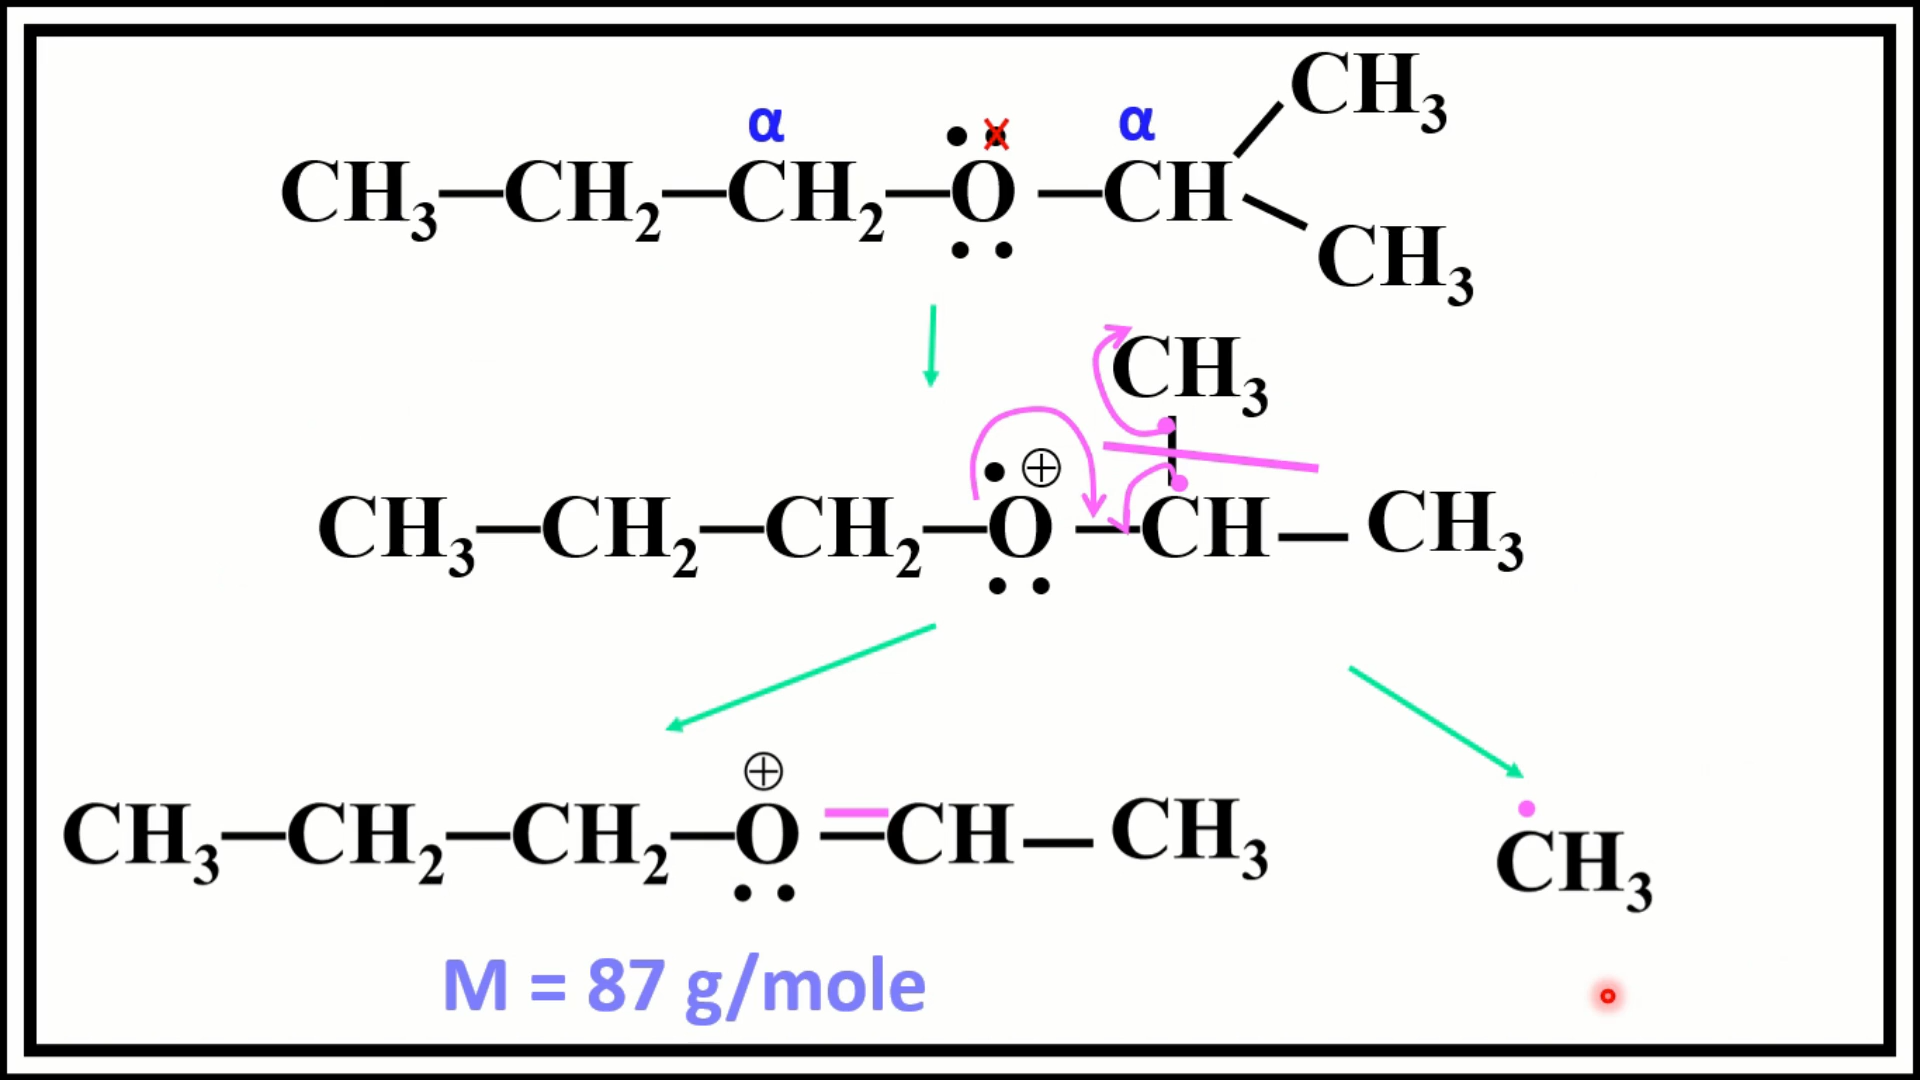 α α
CH₃
CH₃—CH₂—CH₂—O—CH
CH₃
CH₃
⊕
CH₃—CH₂—CH₂—O—CH—CH₃
⊕
CH₃—CH₂—CH₂—O=CH—CH₃
CH₃
M = 87 g/mole